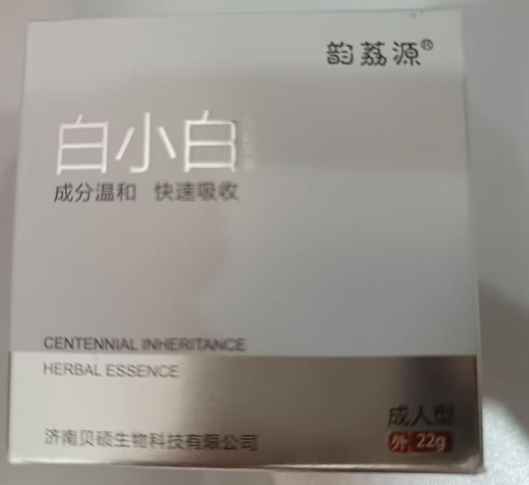 韵荔源®
白小白
成分温和 快速吸收
CENTENNIAL INHERITANCE
HERBAL ESSENCE
成人型
济南贝硕生物科技有限公司
外 22g